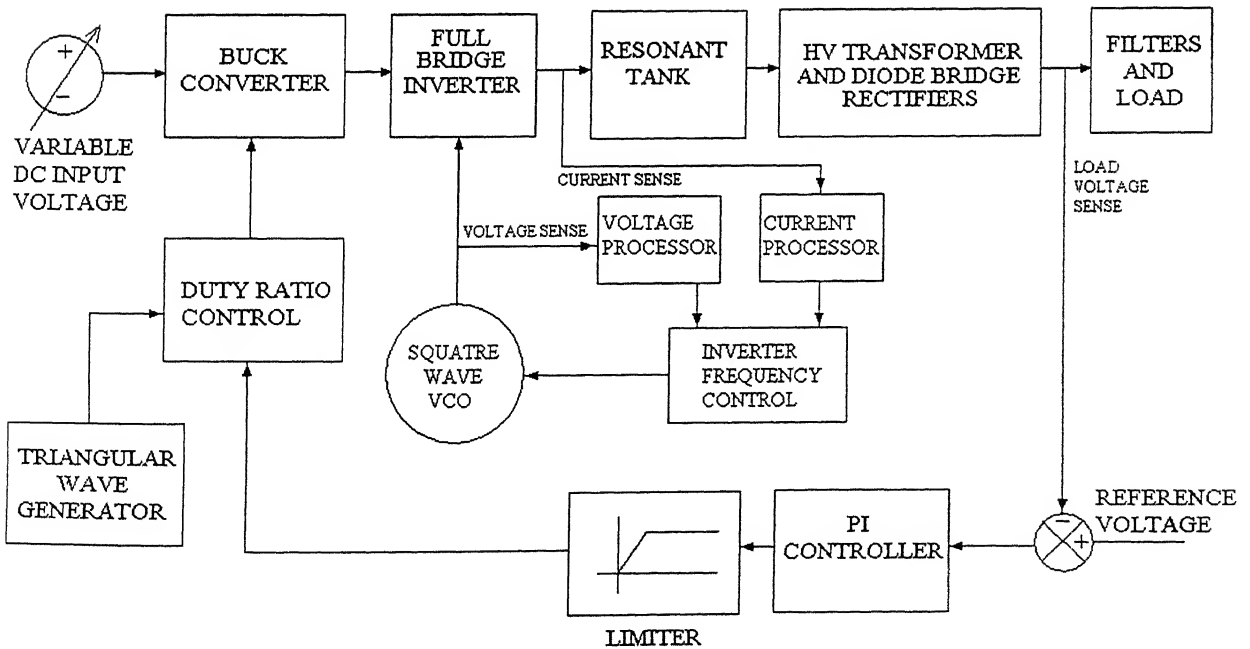 BUCK
CONVERTER
FULL
BRIDGE
INVERTER
RESONANT
TANK
HV TRANSFORMER
AND DIODE BRIDGE
RECTIFIERS
FILTERS
AND
LOAD
+
−
VARIABLE
DC INPUT
VOLTAGE
CURRENT SENSE
LOAD
VOLTAGE
SENSE
VOLTAGE SENSE
VOLTAGE
PROCESSOR
CURRENT
PROCESSOR
DUTY RATIO
CONTROL
SQUATRE
WAVE
VCO
INVERTER
FREQUENCY
CONTROL
TRIANGULAR
WAVE
GENERATOR
PI
CONTROLLER
−
+
REFERENCE
VOLTAGE
LIMITER